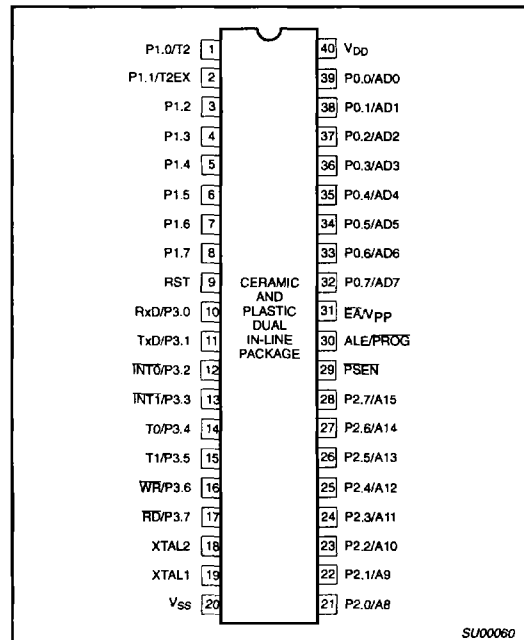 P1.0/T2 1 40 VDD
P1.1/T2EX 2 39 P0.0/AD0
P1.2 3 38 P0.1/AD1
P1.3 4 37 P0.2/AD2
P1.4 5 36 P0.3/AD3
P1.5 6 35 P0.4/AD4
P1.6 7 34 P0.5/AD5
P1.7 8 33 P0.6/AD6
RST 9 32 P0.7/AD7
RxD/P3.0 10 31 E̅A̅/VPP
TxD/P3.1 11 30 ALE/P̅R̅O̅G̅
I̅N̅T̅0̅/P3.2 12 29 P̅S̅E̅N̅
I̅N̅T̅1̅/P3.3 13 28 P2.7/A15
T0/P3.4 14 27 P2.6/A14
T1/P3.5 15 26 P2.5/A13
W̅R̅/P3.6 16 25 P2.4/A12
R̅D̅/P3.7 17 24 P2.3/A11
XTAL2 18 23 P2.2/A10
XTAL1 19 22 P2.1/A9
VSS 20 21 P2.0/A8
CERAMIC
AND
PLASTIC
DUAL
IN-LINE
PACKAGE
SU00060